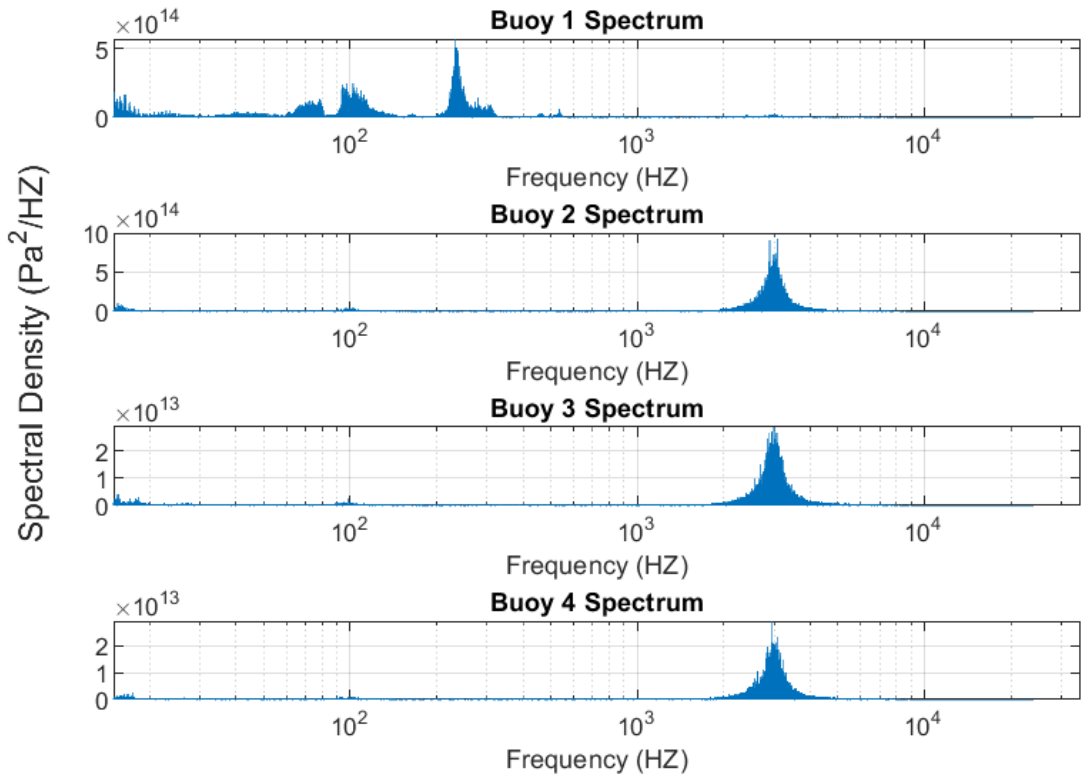 Buoy 1 Spectrum
×10^14
5
0
10^2 10^3 10^4
Frequency (HZ)
Buoy 2 Spectrum
×10^14
10
5
0
10^2 10^3 10^4
Frequency (HZ)
Buoy 3 Spectrum
×10^13
2
1
0
10^2 10^3 10^4
Frequency (HZ)
Buoy 4 Spectrum
×10^13
2
1
0
10^2 10^3 10^4
Frequency (HZ)
Spectral Density (Pa^2/HZ)